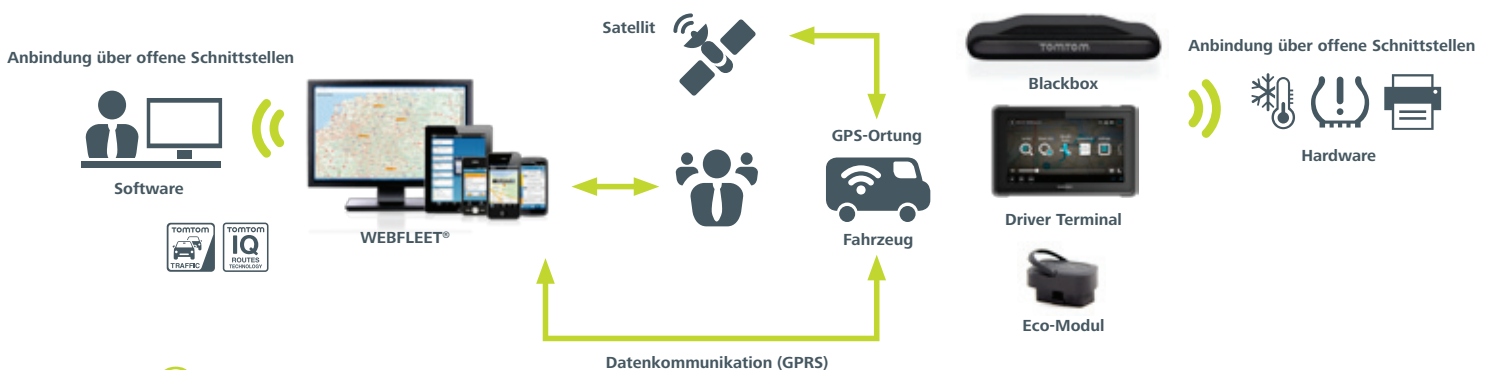 Anbindung über offene Schnittstellen
Software
TOMTOM
TRAFFIC
TOMTOM
IQ
ROUTES
TECHNOLOGY
WEBFLEET®
Satellit
GPS-Ortung
Fahrzeug
Datenkommunikation (GPRS)
TOMTOM
Blackbox
Driver Terminal
Eco-Modul
Anbindung über offene Schnittstellen
Hardware